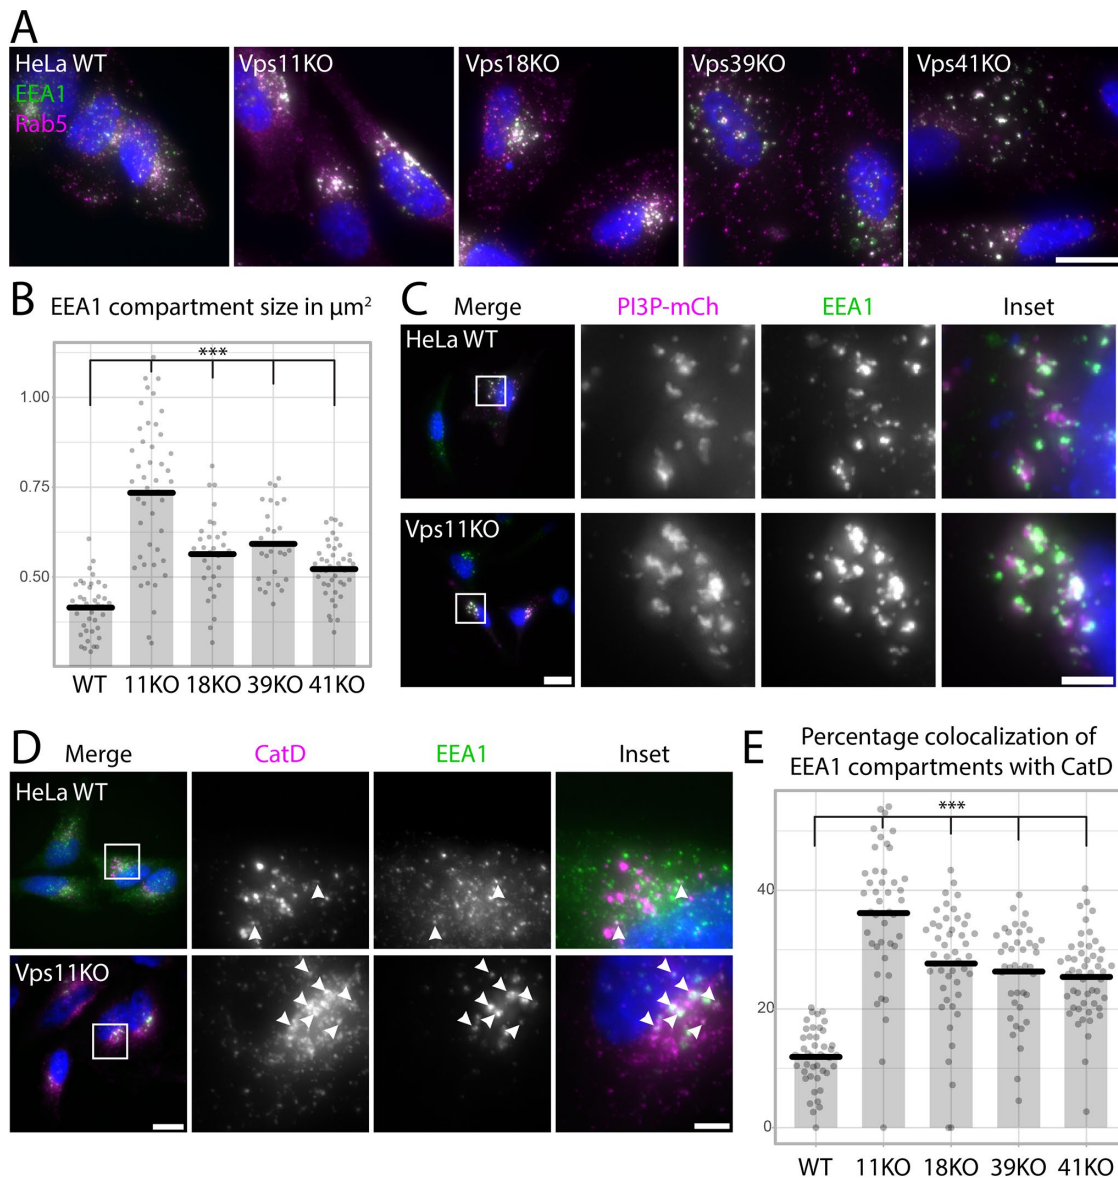 A
HeLa WT
EEA1
Rab5
Vps11KO
Vps18KO
Vps39KO
Vps41KO
B
EEA1 compartment size in µm²
***
1.00
0.75
0.50
WT 11KO 18KO 39KO 41KO
C
Merge PI3P-mCh EEA1 Inset
HeLa WT
Vps11KO
D
Merge CatD EEA1 Inset
HeLa WT
Vps11KO
E
Percentage colocalization of
EEA1 compartments with CatD
***
40
20
0
WT 11KO 18KO 39KO 41KO